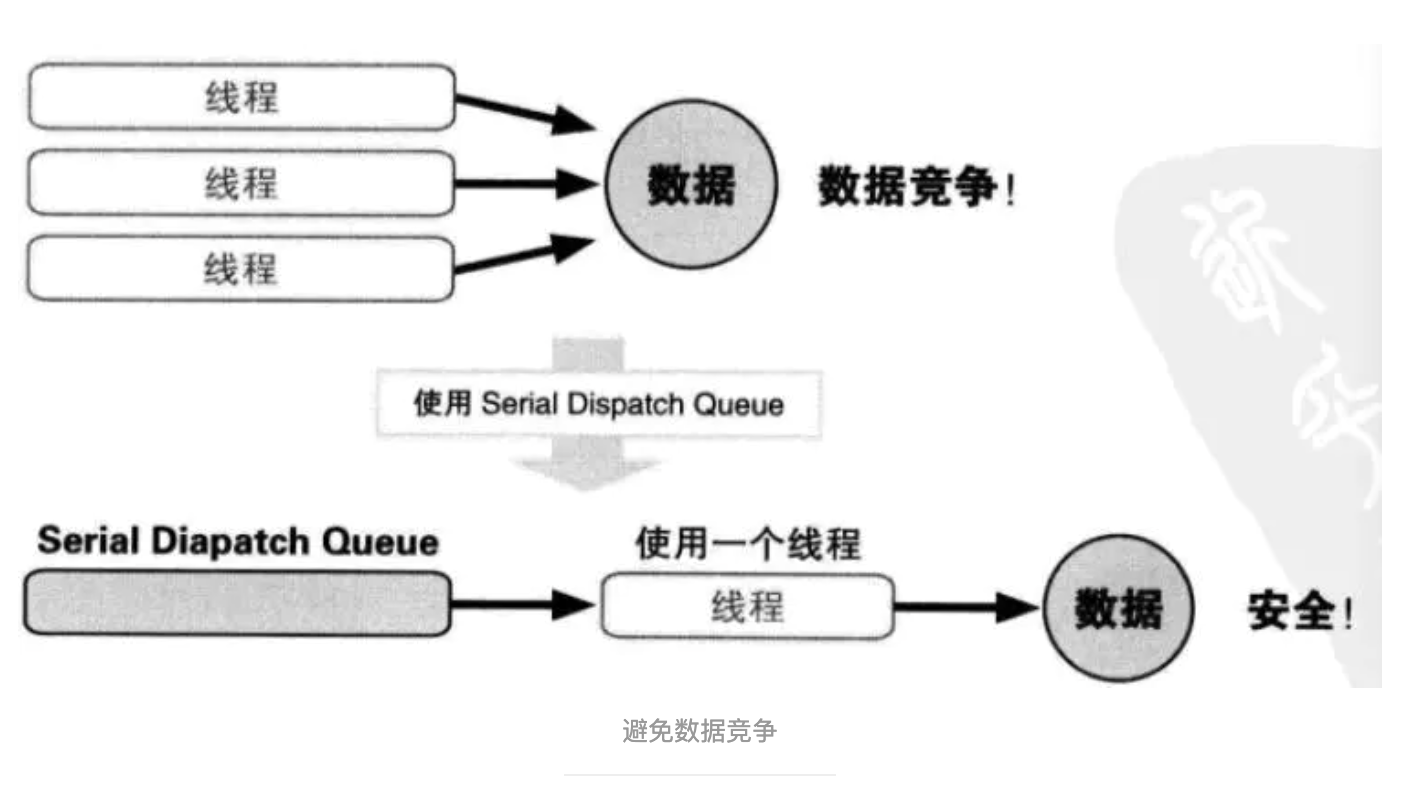 线程
线程
线程
数据
数据竞争！
使用 Serial Dispatch Queue
Serial Diapatch Queue
使用一个线程
线程
数据
安全！
避免数据竞争